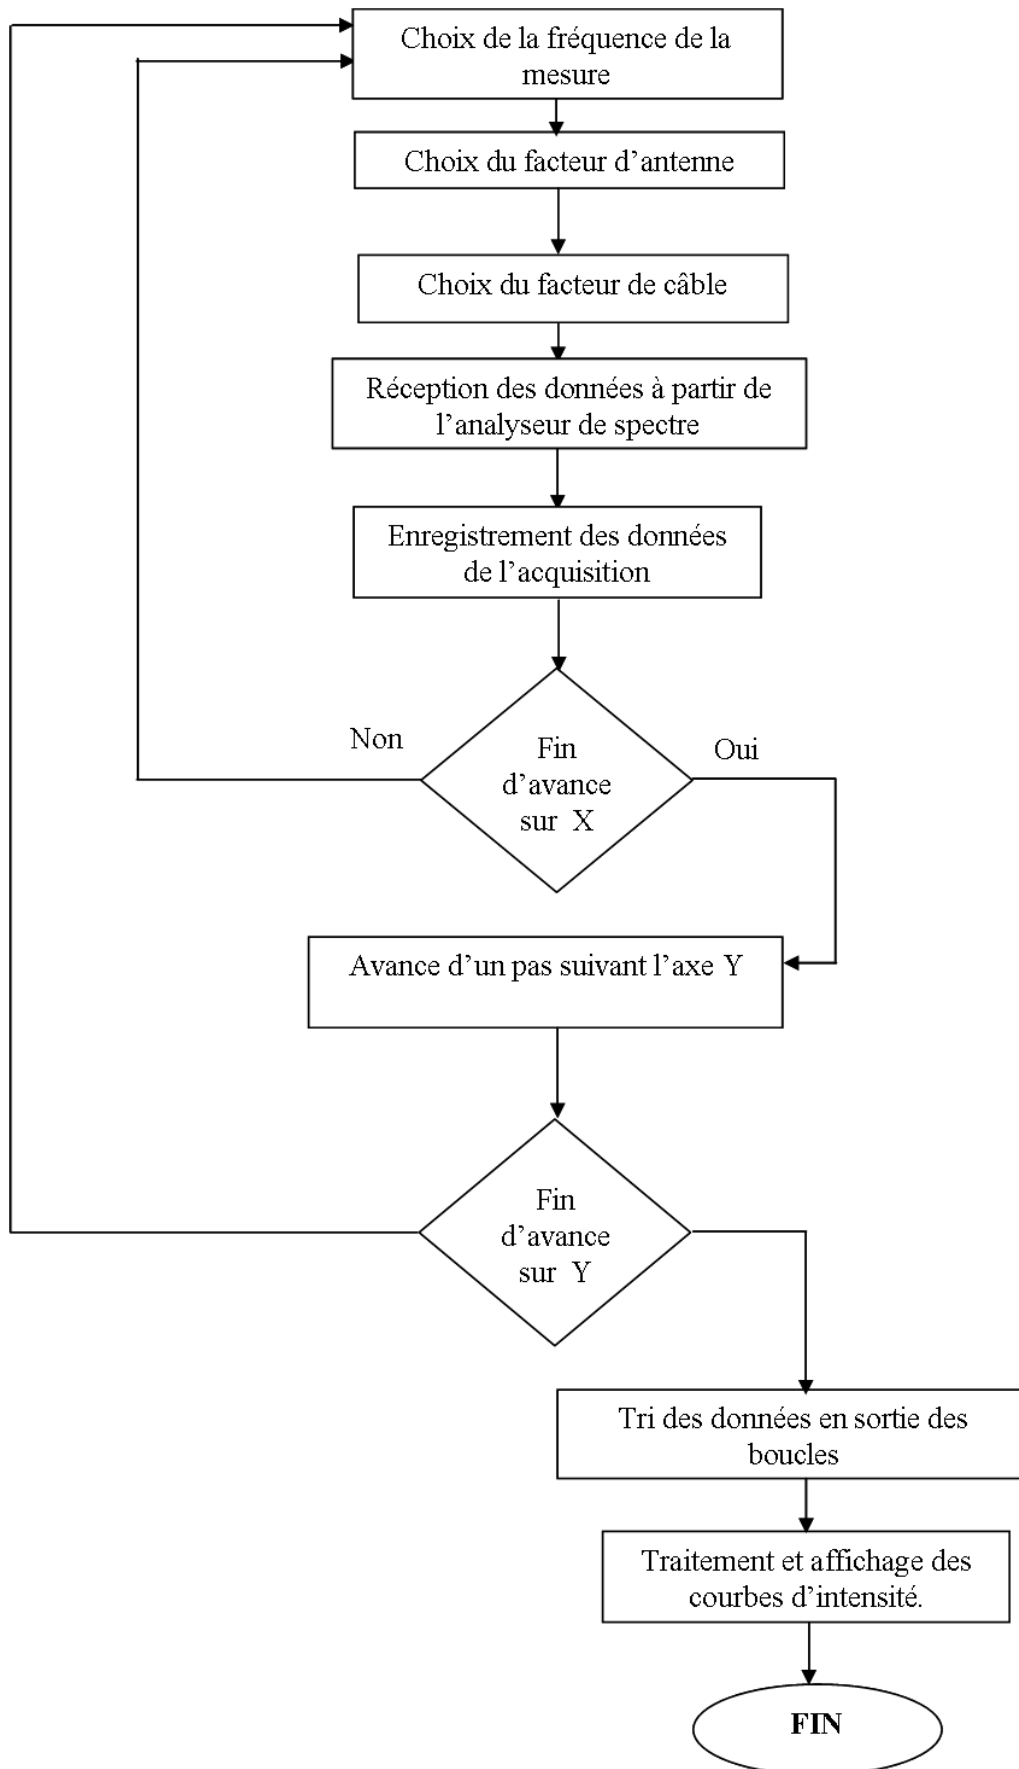 Choix de la fréquence de la
mesure
Choix du facteur d’antenne
Choix du facteur de câble
Réception des données à partir de
l’analyseur de spectre
Enregistrement des données
de l’acquisition
Non
Fin
d’avance
sur X
Oui
Avance d’un pas suivant l’axe Y
Fin
d’avance
sur Y
Tri des données en sortie des
boucles
Traitement et affichage des
courbes d’intensité.
FIN